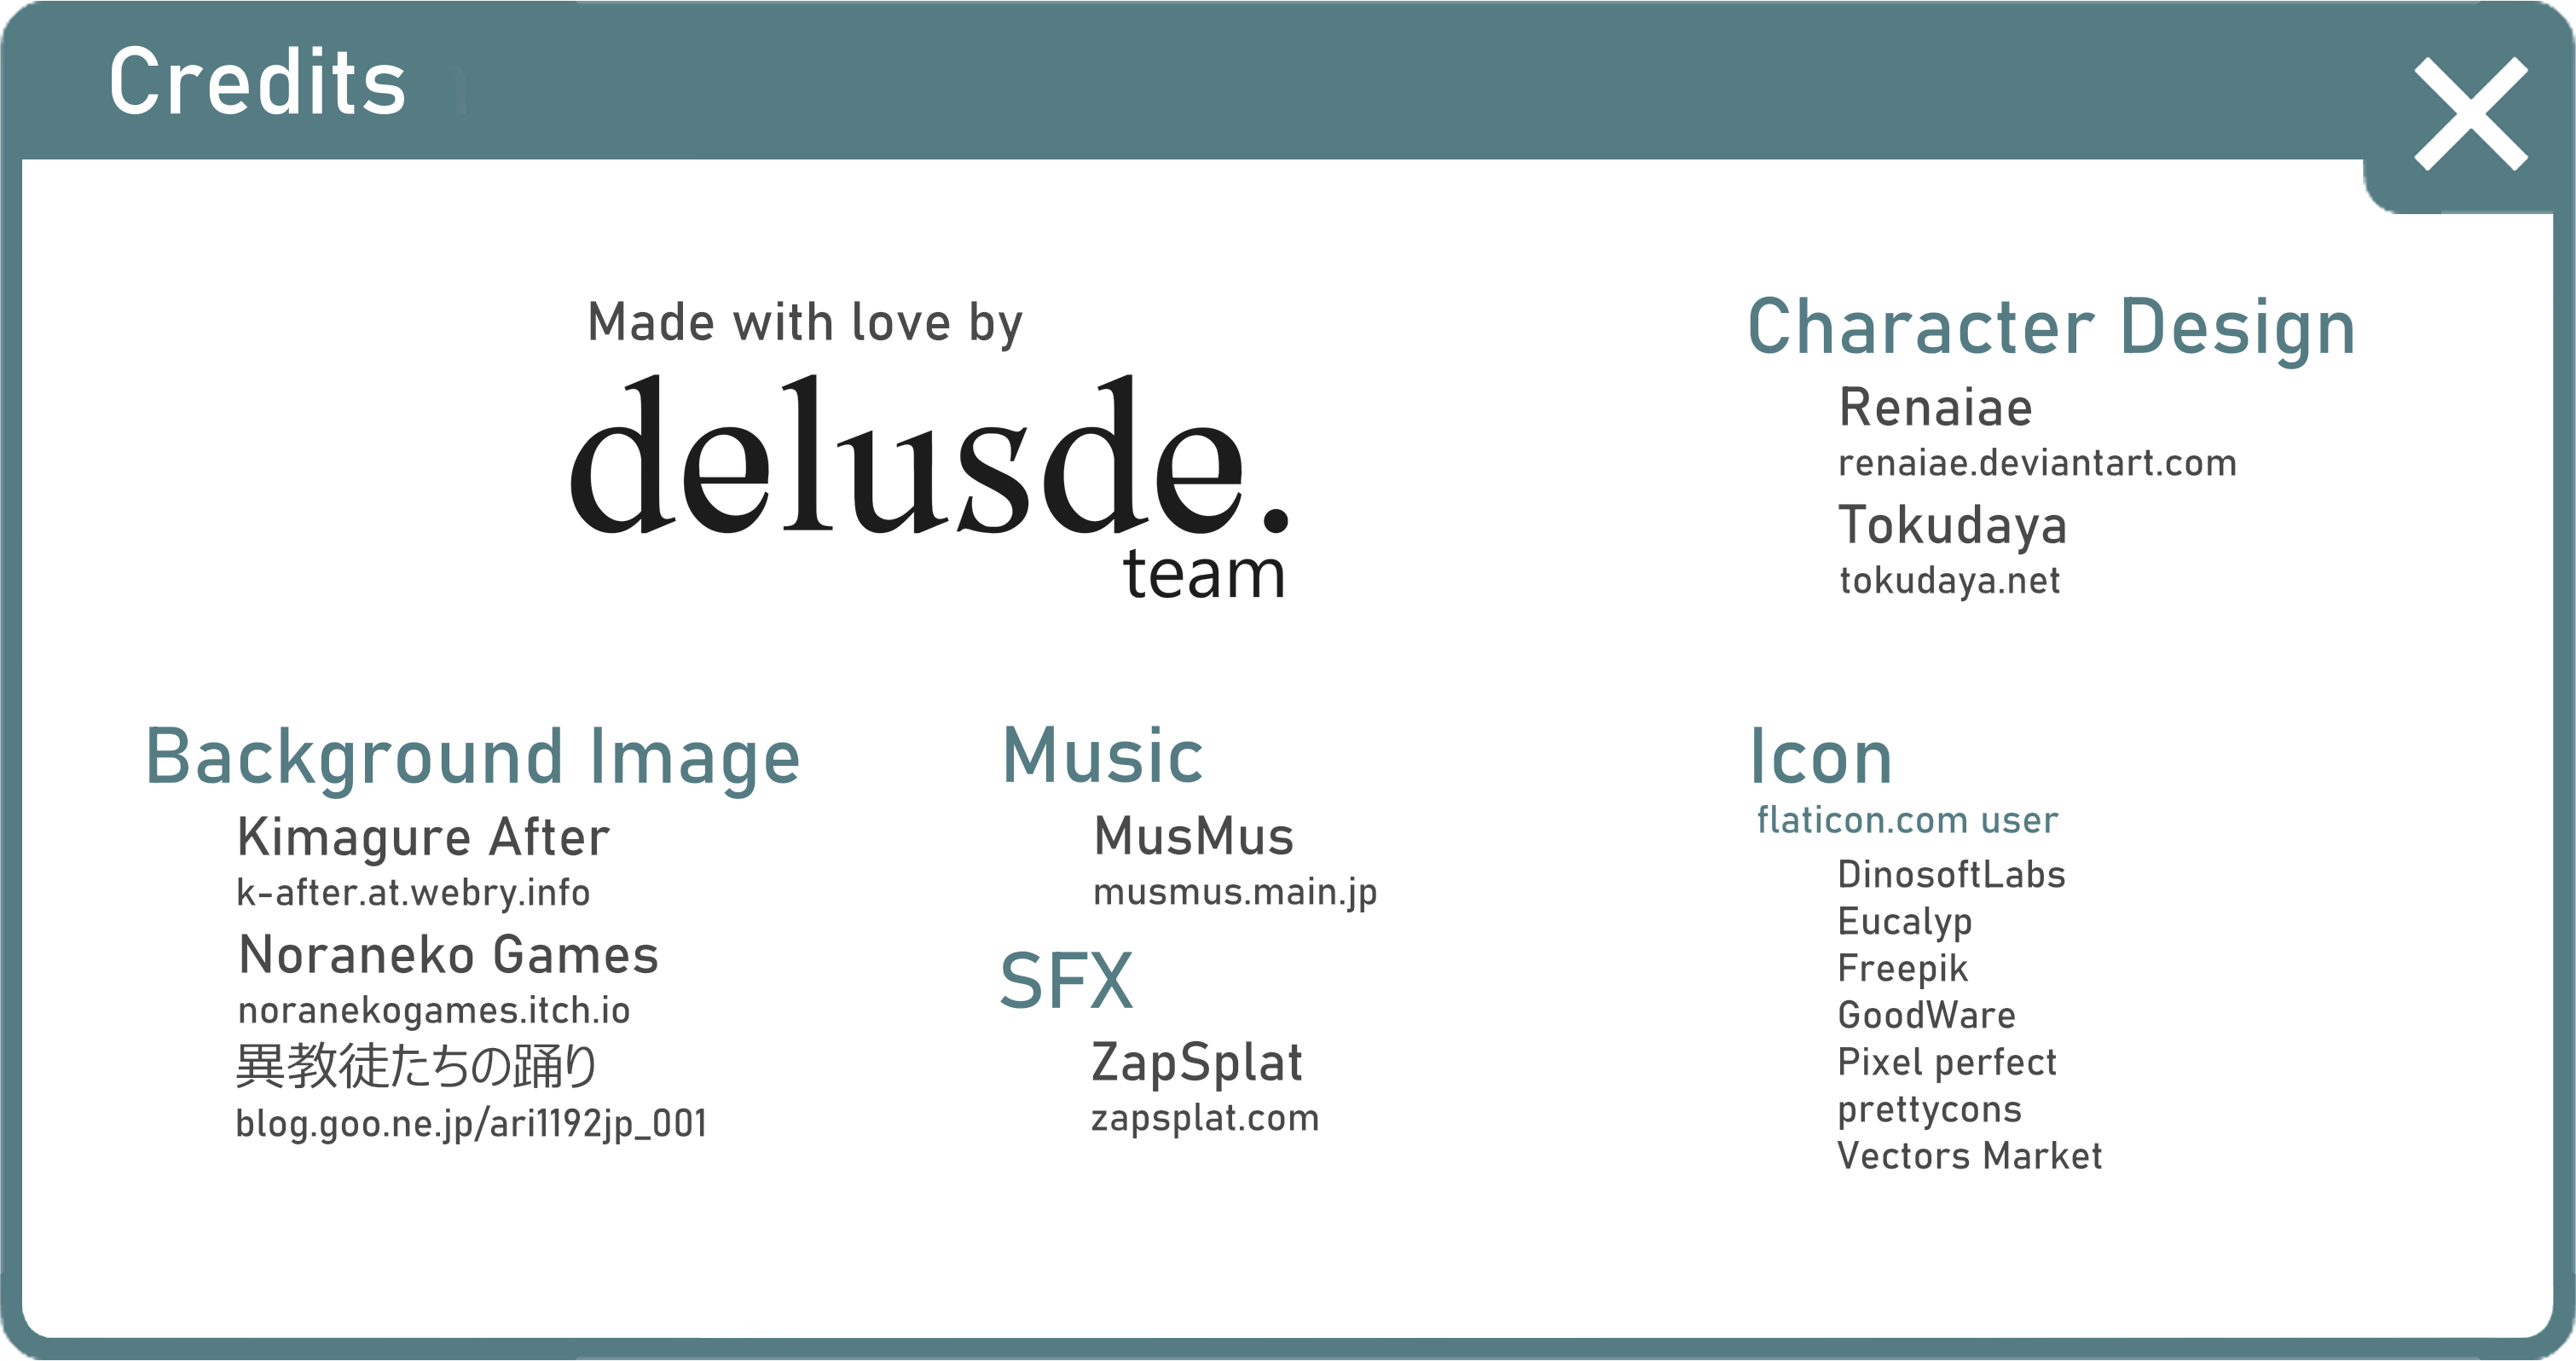 Credits
Made with love by
delusde.
team
Character Design
Renaiae
renaiae.deviantart.com
Tokudaya
tokudaya.net
Background Image
Kimagure After
k-after.at.webry.info
Noraneko Games
noranekogames.itch.io
異教徒たちの踊り
blog.goo.ne.jp/ari1192jp_001
Music
MusMus
musmus.main.jp
SFX
ZapSplat
zapsplat.com
Icon
flaticon.com user
DinosoftLabs
Eucalyp
Freepik
GoodWare
Pixel perfect
prettycons
Vectors Market